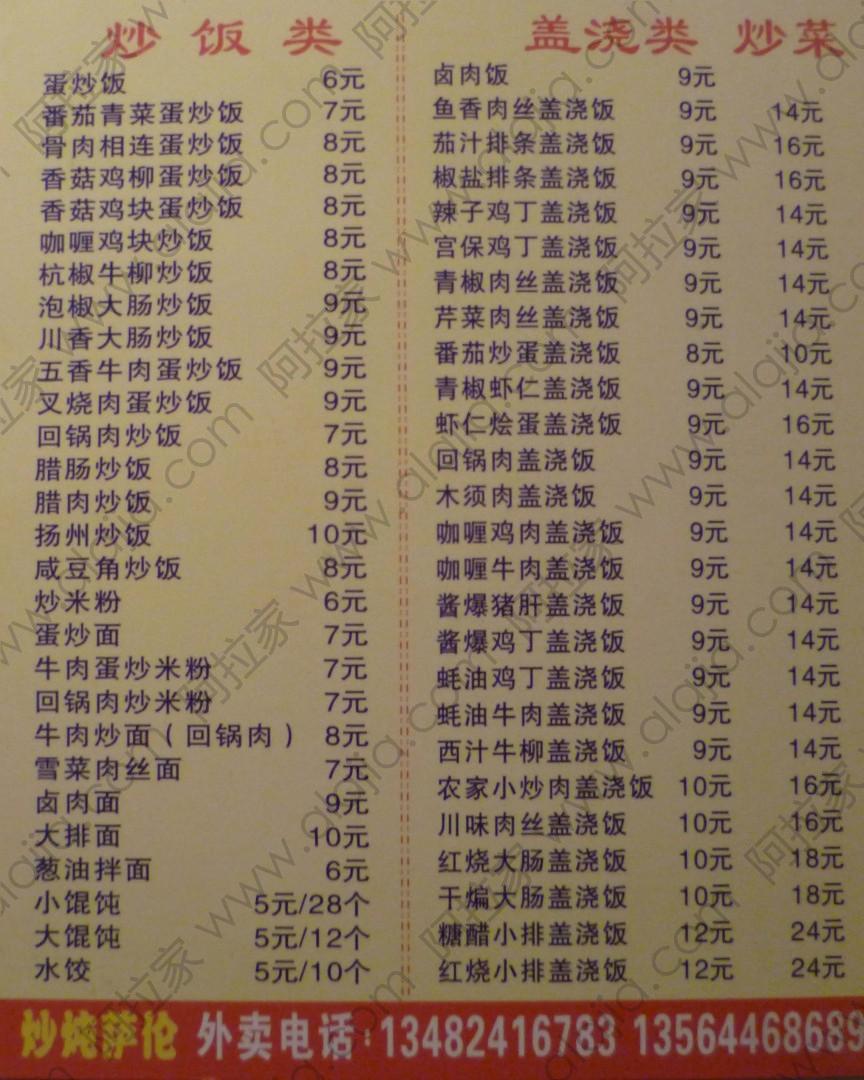 炒饭类
蛋炒饭 6元
番茄青菜蛋炒饭 7元
骨肉相连蛋炒饭 8元
香菇鸡柳蛋炒饭 8元
香菇鸡块蛋炒饭 8元
咖喱鸡块炒饭 8元
杭椒牛柳炒饭 8元
泡椒大肠炒饭 9元
川香大肠炒饭 9元
五香牛肉蛋炒饭 9元
叉烧肉蛋炒饭 9元
回锅肉炒饭 7元
腊肠炒饭 8元
腊肉炒饭 9元
扬州炒饭 10元
咸豆角炒饭 8元
炒米粉 6元
蛋炒面 7元
牛肉蛋炒米粉 7元
回锅肉炒米粉 7元
牛肉炒面（回锅肉） 8元
雪菜肉丝面 7元
卤肉面 9元
大排面 10元
葱油拌面 6元
小馄饨 5元/28个
大馄饨 5元/12个
水饺 5元/10个
盖浇类 炒菜
卤肉饭 9元
鱼香肉丝盖浇饭 9元 14元
茄汁排条盖浇饭 9元 16元
椒盐排条盖浇饭 9元 16元
辣子鸡丁盖浇饭 9元 14元
宫保鸡丁盖浇饭 9元 14元
青椒肉丝盖浇饭 9元 14元
芹菜肉丝盖浇饭 9元 14元
番茄炒蛋盖浇饭 8元 10元
青椒虾仁盖浇饭 9元 14元
虾仁烩蛋盖浇饭 9元 16元
回锅肉盖浇饭 9元 14元
木须肉盖浇饭 9元 14元
咖喱鸡肉盖浇饭 9元 14元
咖喱牛肉盖浇饭 9元 14元
酱爆猪肝盖浇饭 9元 14元
酱爆鸡丁盖浇饭 9元 14元
蚝油鸡丁盖浇饭 9元 14元
蚝油牛肉盖浇饭 9元 14元
西汁牛柳盖浇饭 9元 14元
农家小炒肉盖浇饭 10元 16元
川味肉丝盖浇饭 10元 16元
红烧大肠盖浇饭 10元 18元
干煸大肠盖浇饭 10元 18元
糖醋小排盖浇饭 12元 24元
红烧小排盖浇饭 12元 24元
炒炖萨伦 外卖电话：13482416783 13564468689
阿拉家 www.alajia.com